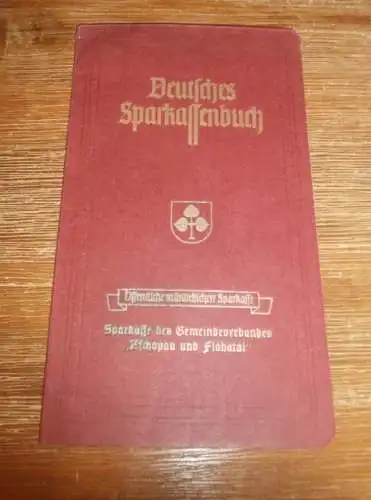 Deutsches
Sparkassenbuch
Öffentliche mündelsichere Sparkasse
Sparkasse des Gemeindeverbandes
„Zschopau und Flöhatal“